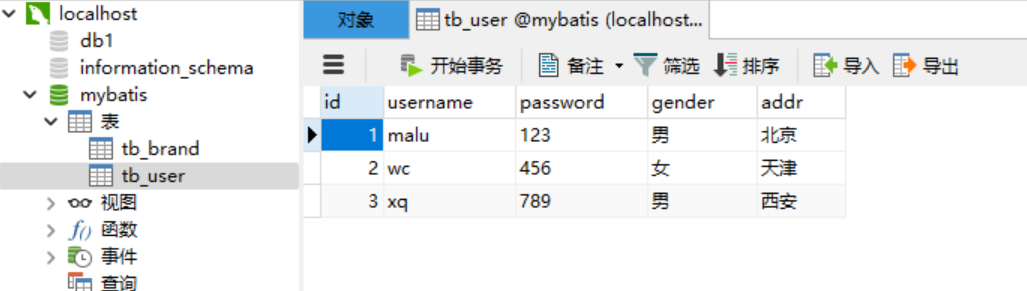 localhost
db1
information_schema
mybatis
表
tb_brand
tb_user
视图
函数
事件
查询
对象 tb_user @mybatis (localhost...
开始事务 备注 筛选 排序 导入 导出
id username password gender addr
1 malu 123 男 北京
2 wc 456 女 天津
3 xq 789 男 西安